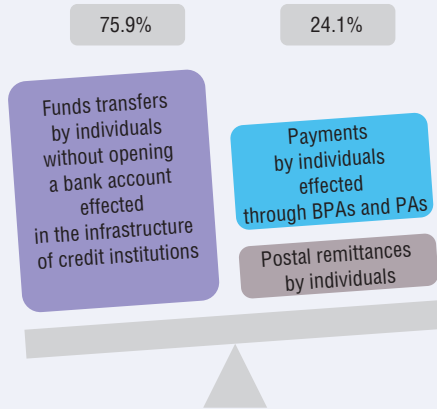 75.9%
24.1%
Funds transfers
by individuals
without opening
a bank account
effected
in the infrastructure
of credit institutions
Payments
by individuals
effected
through BPAs and PAs
Postal remittances
by individuals